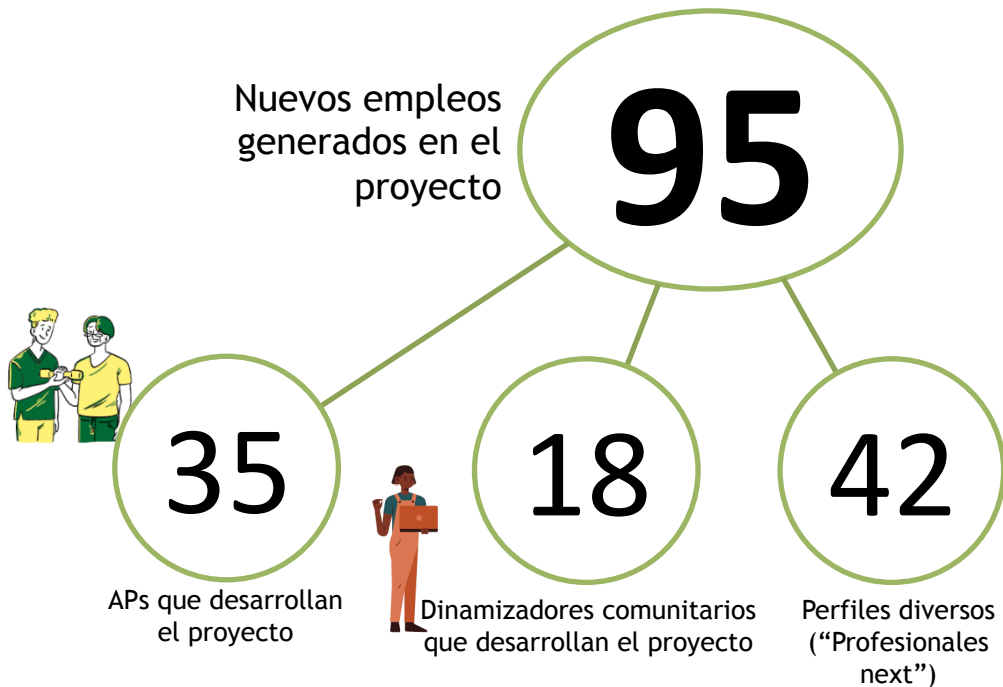 Nuevos empleos
generados en el
proyecto
95
35
18
42
APs que desarrollan
el proyecto
Dinamizadores comunitarios
que desarrollan el proyecto
Perfiles diversos
(“Profesionales
next”)